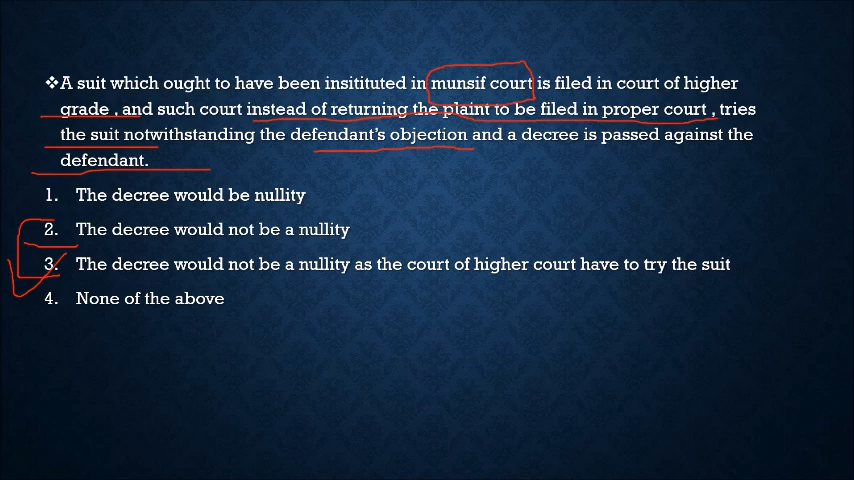 ❖A suit which ought to have been insitituted in munsif court is filed in court of higher
grade , and such court instead of returning the plaint to be filed in proper court , tries
the suit notwithstanding the defendant's objection and a decree is passed against the
defendant.
1. The decree would be nullity
2. The decree would not be a nullity
3. The decree would not be a nullity as the court of higher court have to try the suit
4. None of the above